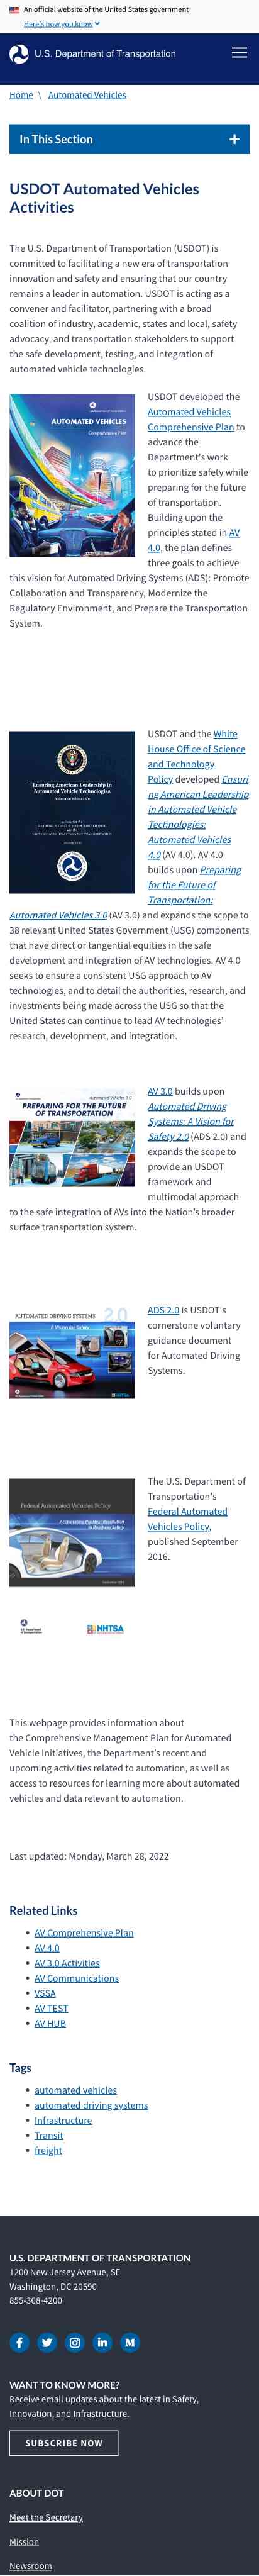 An official website of the United States government
Here's how you know
U.S. Department of Transportation
Home \ Automated Vehicles
In This Section
USDOT Automated Vehicles
Activities
The U.S. Department of Transportation (USDOT) is
committed to facilitating a new era of transportation
innovation and safety and ensuring that our country
remains a leader in automation. USDOT is acting as a
convener and facilitator, partnering with a broad
coalition of industry, academic, states and local, safety
advocacy, and transportation stakeholders to support
the safe development, testing, and integration of
automated vehicle technologies.
AUTOMATED VEHICLES
Comprehensive Plan
USDOT developed the
Automated Vehicles
Comprehensive Plan to
advance the
Department's work
to prioritize safety while
preparing for the future
of transportation.
Building upon the
principles stated in AV
4.0, the plan defines
three goals to achieve
this vision for Automated Driving Systems (ADS): Promote
Collaboration and Transparency, Modernize the
Regulatory Environment, and Prepare the Transportation
System.
Ensuring American Leadership in
Automated Vehicle Technologies
USDOT and the White
House Office of Science
and Technology
Policy developed Ensuri
ng American Leadership
in Automated Vehicle
Technologies:
Automated Vehicles
4.0 (AV 4.0). AV 4.0
builds upon Preparing
for the Future of
Transportation:
Automated Vehicles 3.0 (AV 3.0) and expands the scope to
38 relevant United States Government (USG) components
that have direct or tangential equities in the safe
development and integration of AV technologies. AV 4.0
seeks to ensure a consistent USG approach to AV
technologies, and to detail the authorities, research, and
investments being made across the USG so that the
United States can continue to lead AV technologies'
research, development, and integration.
Automated Vehicles 3.0
PREPARING FOR THE FUTURE
OF TRANSPORTATION
AV 3.0 builds upon
Automated Driving
Systems: A Vision for
Safety 2.0 (ADS 2.0) and
expands the scope to
provide an USDOT
framework and
multimodal approach
to the safe integration of AVs into the Nation's broader
surface transportation system.
AUTOMATED DRIVING SYSTEMS 2.0
A Vision for Safety
NHTSA
ADS 2.0 is USDOT's
cornerstone voluntary
guidance document
for Automated Driving
Systems.
Federal Automated Vehicles Policy
Accelerating the Next Revolution
In Roadway Safety
September 2016
U.S. Department
of Transportation
NHTSA
The U.S. Department of
Transportation's
Federal Automated
Vehicles Policy,
published September
2016.
This webpage provides information about
the Comprehensive Management Plan for Automated
Vehicle Initiatives, the Department's recent and
upcoming activities related to automation, as well as
access to resources for learning more about automated
vehicles and data relevant to automation.
Last updated: Monday, March 28, 2022
Related Links
• AV Comprehensive Plan
• AV 4.0
• AV 3.0 Activities
• AV Communications
• VSSA
• AV TEST
• AV HUB
Tags
• automated vehicles
• automated driving systems
• Infrastructure
• Transit
• freight
U.S. DEPARTMENT OF TRANSPORTATION
1200 New Jersey Avenue, SE
Washington, DC 20590
855-368-4200
WANT TO KNOW MORE?
Receive email updates about the latest in Safety,
Innovation, and Infrastructure.
SUBSCRIBE NOW
ABOUT DOT
Meet the Secretary
Mission
Newsroom